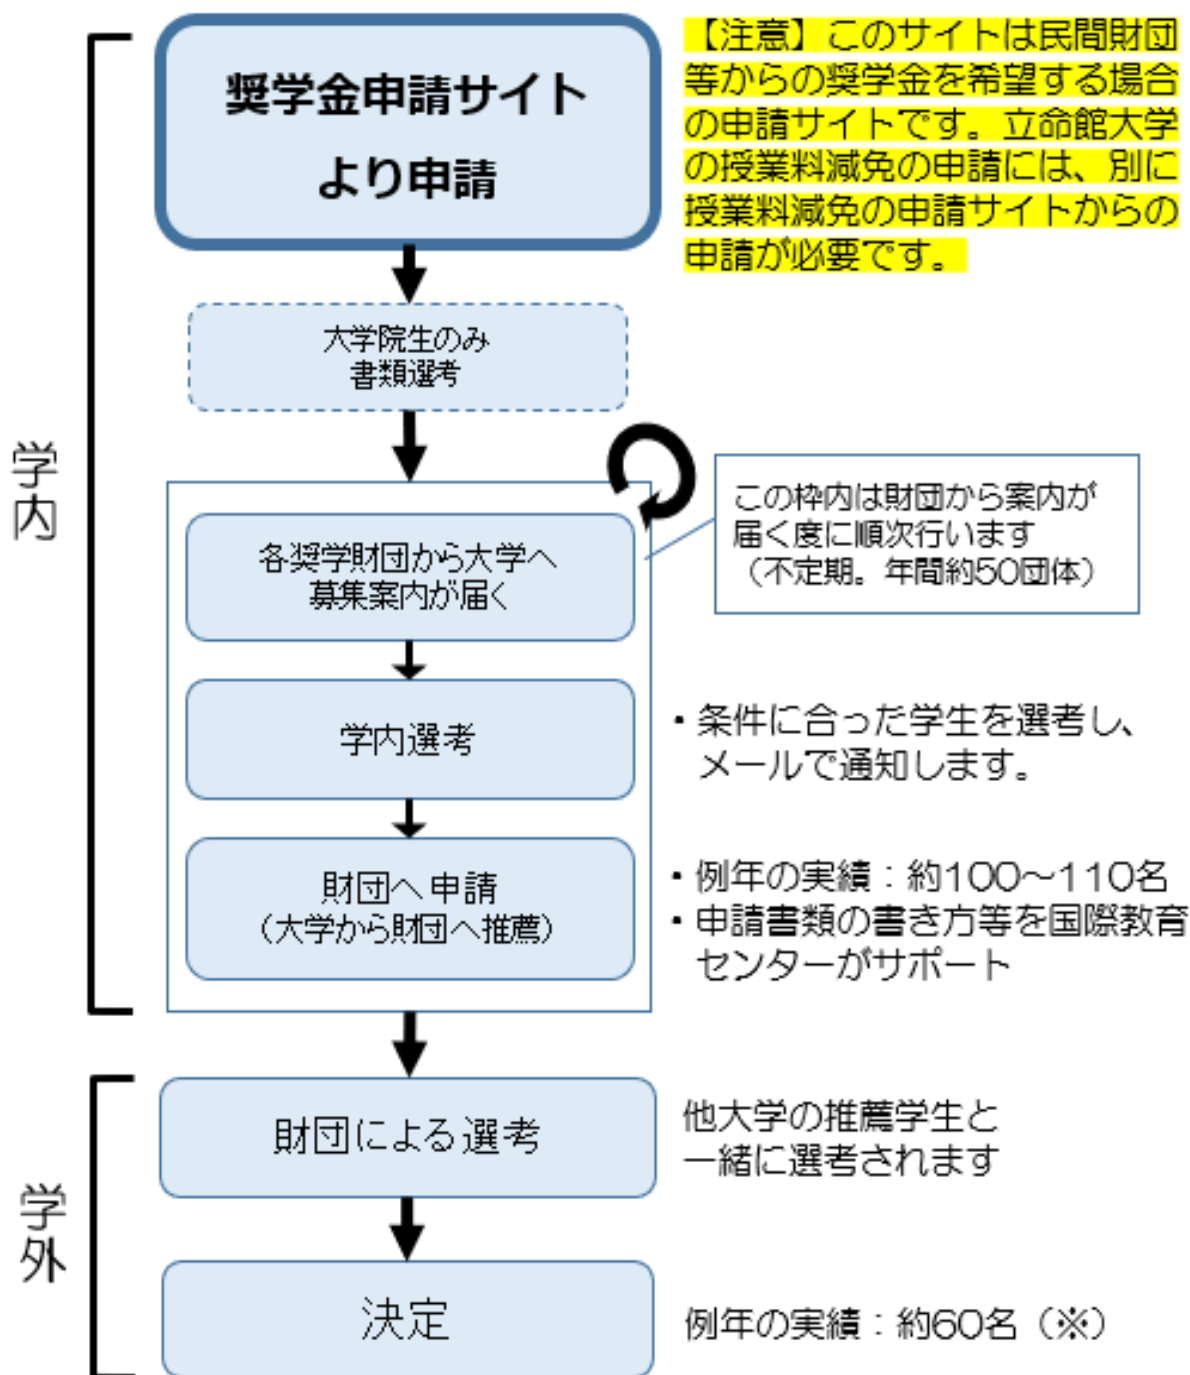 奨学金申請サイト
より申請
【注意】このサイトは民間財団
等からの奨学金を希望する場合
の申請サイトです。立命館大学
の授業料減免の申請には、別に
授業料減免の申請サイトからの
申請が必要です。
大学院生のみ
書類選考
学内
各奨学財団から大学へ
募集案内が届く
この枠内は財団から案内が
届く度に順次行います
（不定期。年間約50団体）
学内選考
・条件に合った学生を選考し、
メールで通知します。
財団へ申請
（大学から財団へ推薦）
・例年の実績：約100～110名
・申請書類の書き方等を国際教育
センターがサポート
学外
財団による選考
他大学の推薦学生と
一緒に選考されます
決定
例年の実績：約60名（※）